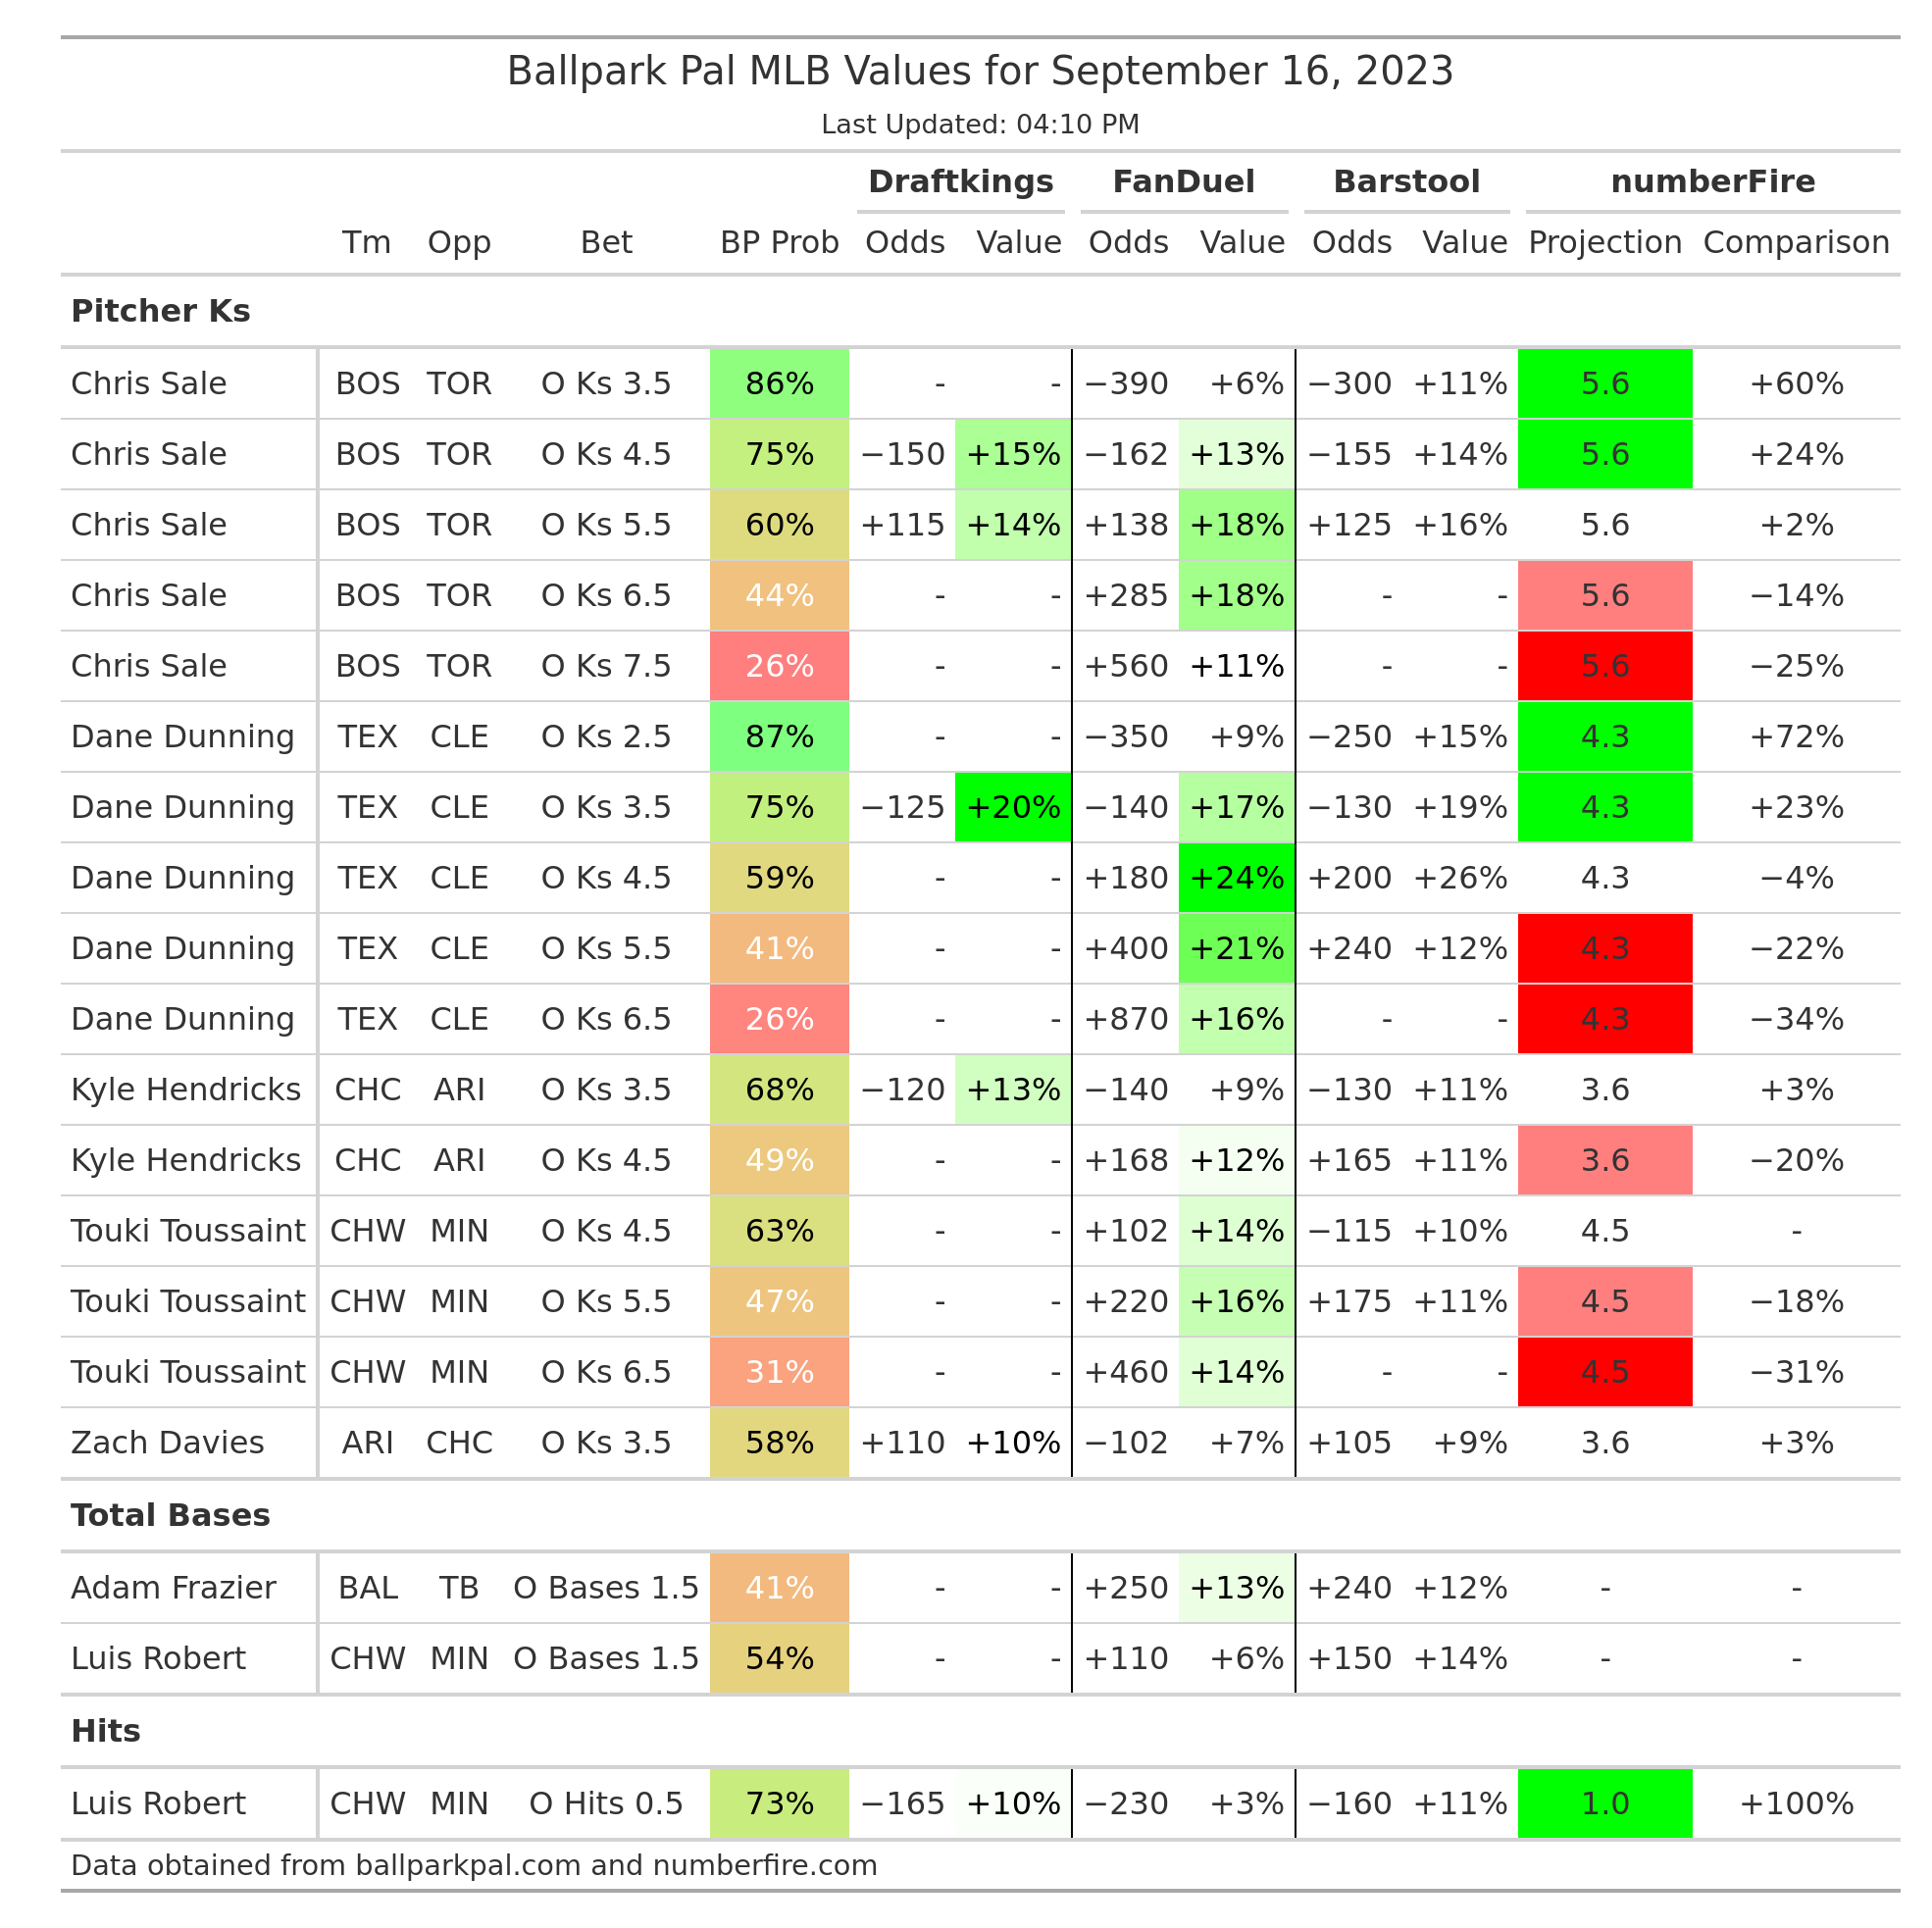 Ballpark Pal MLB Values for September 16, 2023
Last Updated: 04:10 PM
Draftkings FanDuel Barstool numberFire
Tm Opp Bet BP Prob Odds Value Odds Value Odds Value Projection Comparison
Pitcher Ks
Chris Sale BOS TOR O Ks 3.5 86% - - −390 +6% −300 +11% 5.6 +60%
Chris Sale BOS TOR O Ks 4.5 75% −150 +15% −162 +13% −155 +14% 5.6 +24%
Chris Sale BOS TOR O Ks 5.5 60% +115 +14% +138 +18% +125 +16% 5.6 +2%
Chris Sale BOS TOR O Ks 6.5 44% - - +285 +18% - - 5.6 −14%
Chris Sale BOS TOR O Ks 7.5 26% - - +560 +11% - - 5.6 −25%
Dane Dunning TEX CLE O Ks 2.5 87% - - −350 +9% −250 +15% 4.3 +72%
Dane Dunning TEX CLE O Ks 3.5 75% −125 +20% −140 +17% −130 +19% 4.3 +23%
Dane Dunning TEX CLE O Ks 4.5 59% - - +180 +24% +200 +26% 4.3 −4%
Dane Dunning TEX CLE O Ks 5.5 41% - - +400 +21% +240 +12% 4.3 −22%
Dane Dunning TEX CLE O Ks 6.5 26% - - +870 +16% - - 4.3 −34%
Kyle Hendricks CHC ARI O Ks 3.5 68% −120 +13% −140 +9% −130 +11% 3.6 +3%
Kyle Hendricks CHC ARI O Ks 4.5 49% - - +168 +12% +165 +11% 3.6 −20%
Touki Toussaint CHW MIN O Ks 4.5 63% - - +102 +14% −115 +10% 4.5 -
Touki Toussaint CHW MIN O Ks 5.5 47% - - +220 +16% +175 +11% 4.5 −18%
Touki Toussaint CHW MIN O Ks 6.5 31% - - +460 +14% - - 4.5 −31%
Zach Davies ARI CHC O Ks 3.5 58% +110 +10% −102 +7% +105 +9% 3.6 +3%
Total Bases
Adam Frazier BAL TB O Bases 1.5 41% - - +250 +13% +240 +12% - -
Luis Robert CHW MIN O Bases 1.5 54% - - +110 +6% +150 +14% - -
Hits
Luis Robert CHW MIN O Hits 0.5 73% −165 +10% −230 +3% −160 +11% 1.0 +100%
Data obtained from ballparkpal.com and numberfire.com